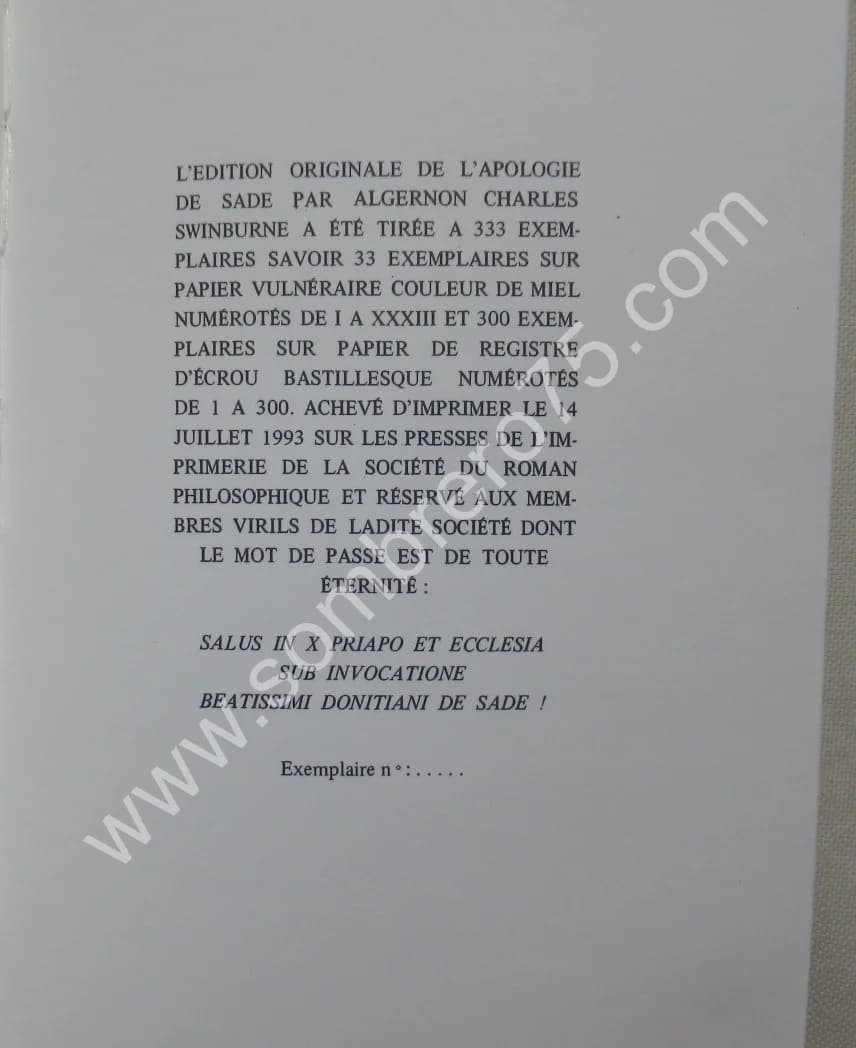 L'EDITION ORIGINALE DE L'APOLOGIE
DE SADE PAR ALGERNON CHARLES
SWINBURNE A ÉTÉ TIRÉE A 333 EXEM-
PLAIRES SAVOIR 33 EXEMPLAIRES SUR
PAPIER VULNÉRAIRE COULEUR DE MIEL
NUMÉROTÉS DE I A XXXIII ET 300 EXEM-
PLAIRES SUR PAPIER DE REGISTRE
D'ÉCROU BASTILLESQUE NUMÉROTÉS
DE 1 A 300. ACHEVÉ D'IMPRIMER LE 14
JUILLET 1993 SUR LES PRESSES DE L'IM-
PRIMERIE DE LA SOCIÉTÉ DU ROMAN
PHILOSOPHIQUE ET RÉSERVÉ AUX MEM-
BRES VIRILS DE LADITE SOCIÉTÉ DONT
LE MOT DE PASSE EST DE TOUTE
ÉTERNITÉ :
SALUS IN X PRIAPO ET ECCLESIA
SUB INVOCATIONE
BEATISSIMI DONITIANI DE SADE !
Exemplaire n° : . . . . .
www.sombrero75.com